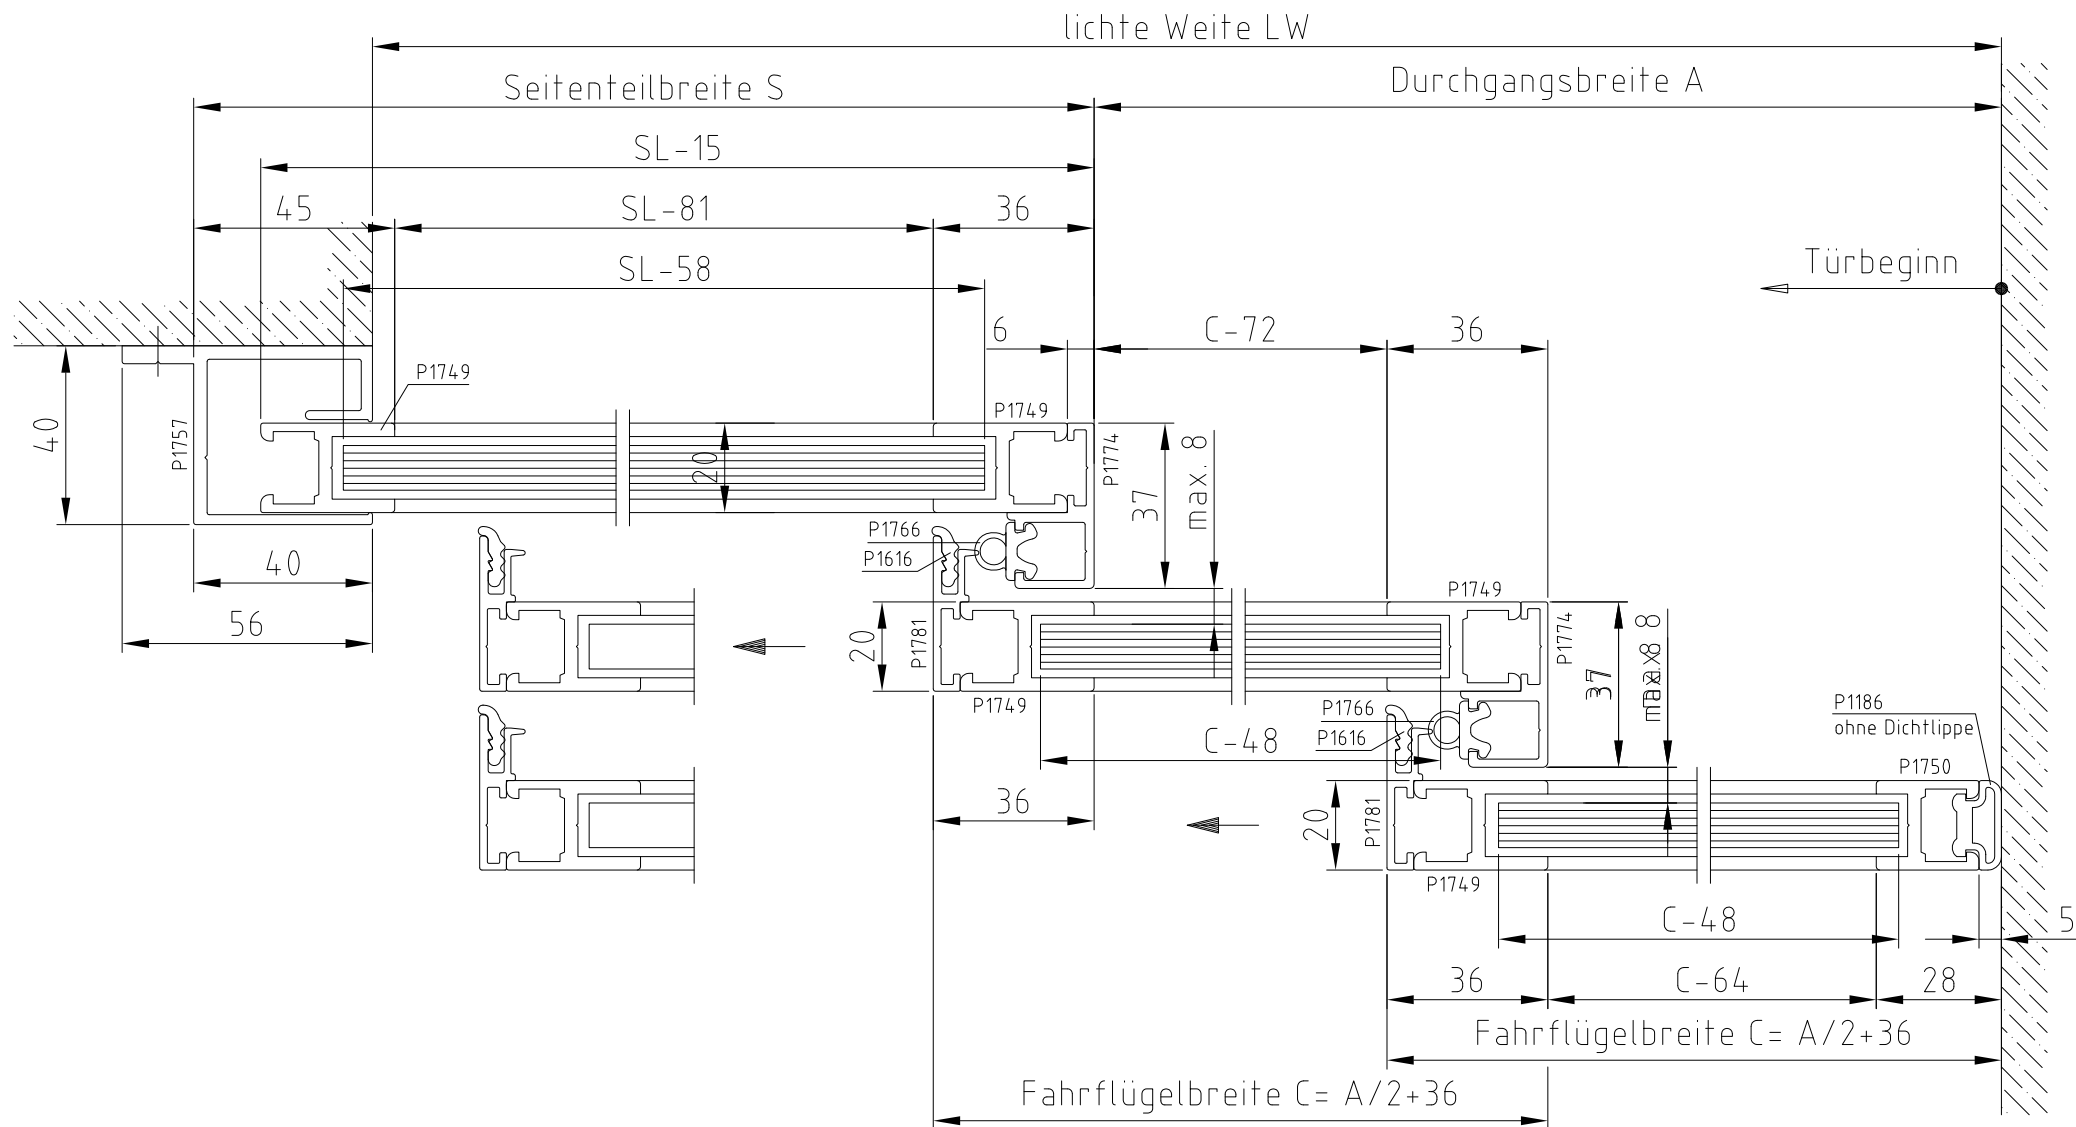 lichte Weite LW
Seitenteilbreite S
Durchgangsbreite A
SL-15
45
SL-81
36
SL-58
Türbeginn
6
C-72
36
P1749
P1749
40
P1757
20
P1774
37
max. 8
40
P1766
P1616
56
P1749
20
P1781
P1774
P1749
37
P1766
P1616
C-48
P1186
ohne Dichtlippe
P1750
36
20
P1781
P1749
C-48
5
36
C-64
28
Fahrflügelbreite C= A/2+36
Fahrflügelbreite C= A/2+36